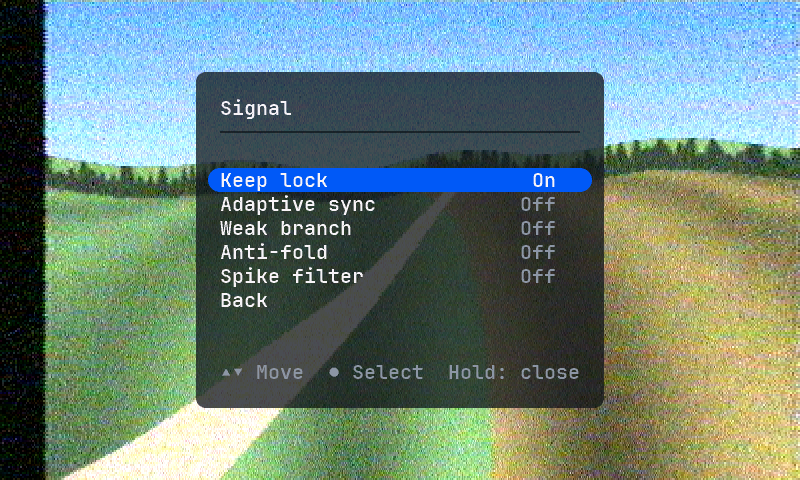 Signal
Keep lock On
Adaptive sync Off
Weak branch Off
Anti-fold Off
Spike filter Off
Back
▲▼ Move ● Select Hold: close